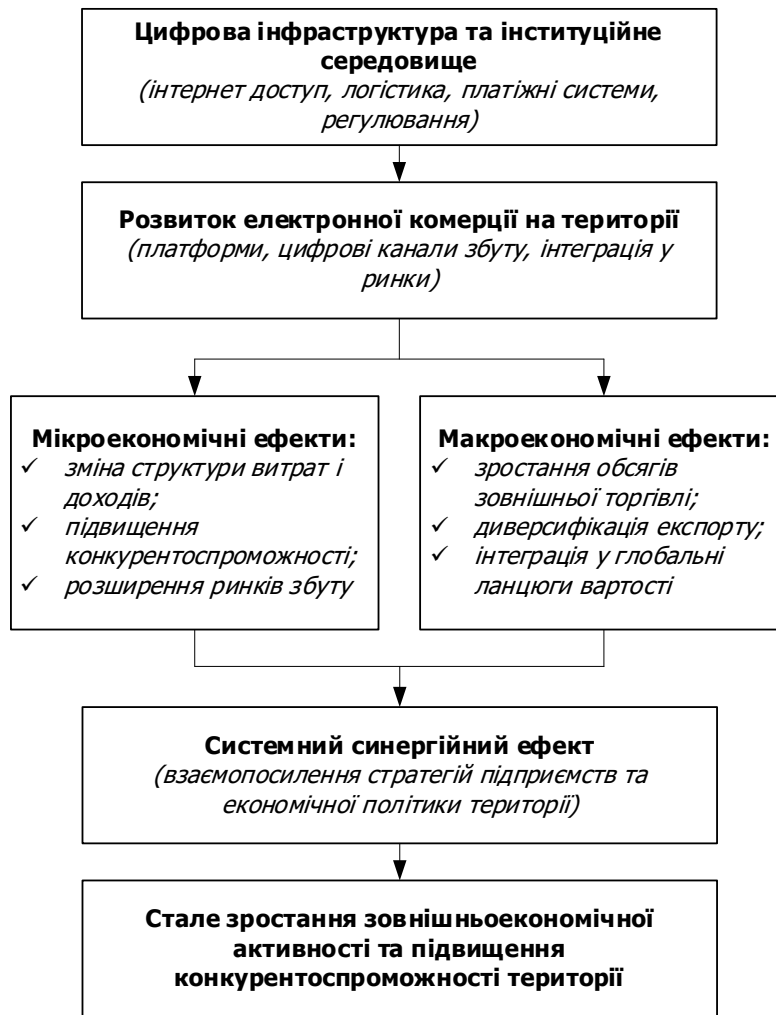 Цифрова інфраструктура та інституційне
середовище
(інтернет доступ, логістика, платіжні системи,
регулювання)
Розвиток електронної комерції на території
(платформи, цифрові канали збуту, інтеграція у
ринки)
Мікроекономічні ефекти:
✓ зміна структури витрат і
доходів;
✓ підвищення
конкурентоспроможності;
✓ розширення ринків збуту
Макроекономічні ефекти:
✓ зростання обсягів
зовнішньої торгівлі;
✓ диверсифікація експорту;
✓ інтеграція у глобальні
ланцюги вартості
Системний синергійний ефект
(взаємопосилення стратегій підприємств та
економічної політики території)
Стале зростання зовнішньоекономічної
активності та підвищення
конкурентоспроможності території